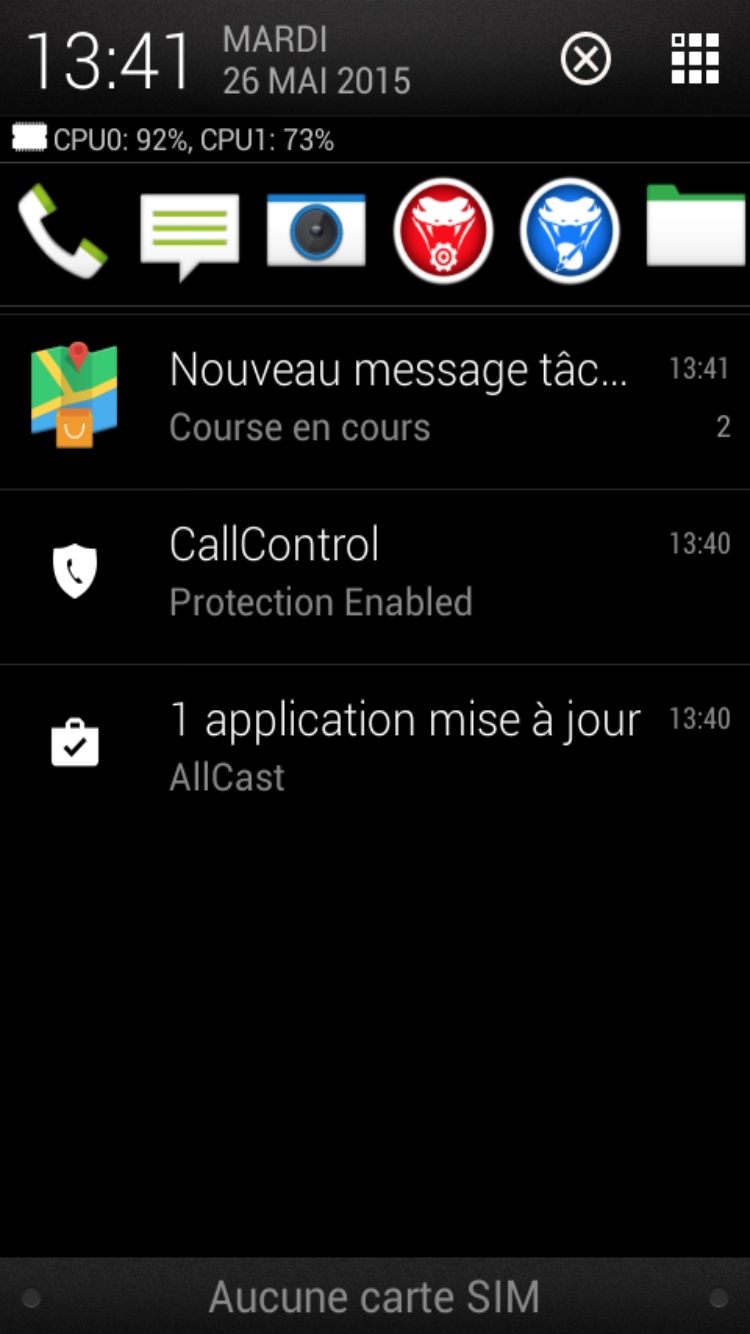 13:41
MARDI
26 MAI 2015
CPU0: 92%, CPU1: 73%
Nouveau message tâc... 13:41
Course en cours 2
CallControl 13:40
Protection Enabled
1 application mise à jour 13:40
AllCast
Aucune carte SIM